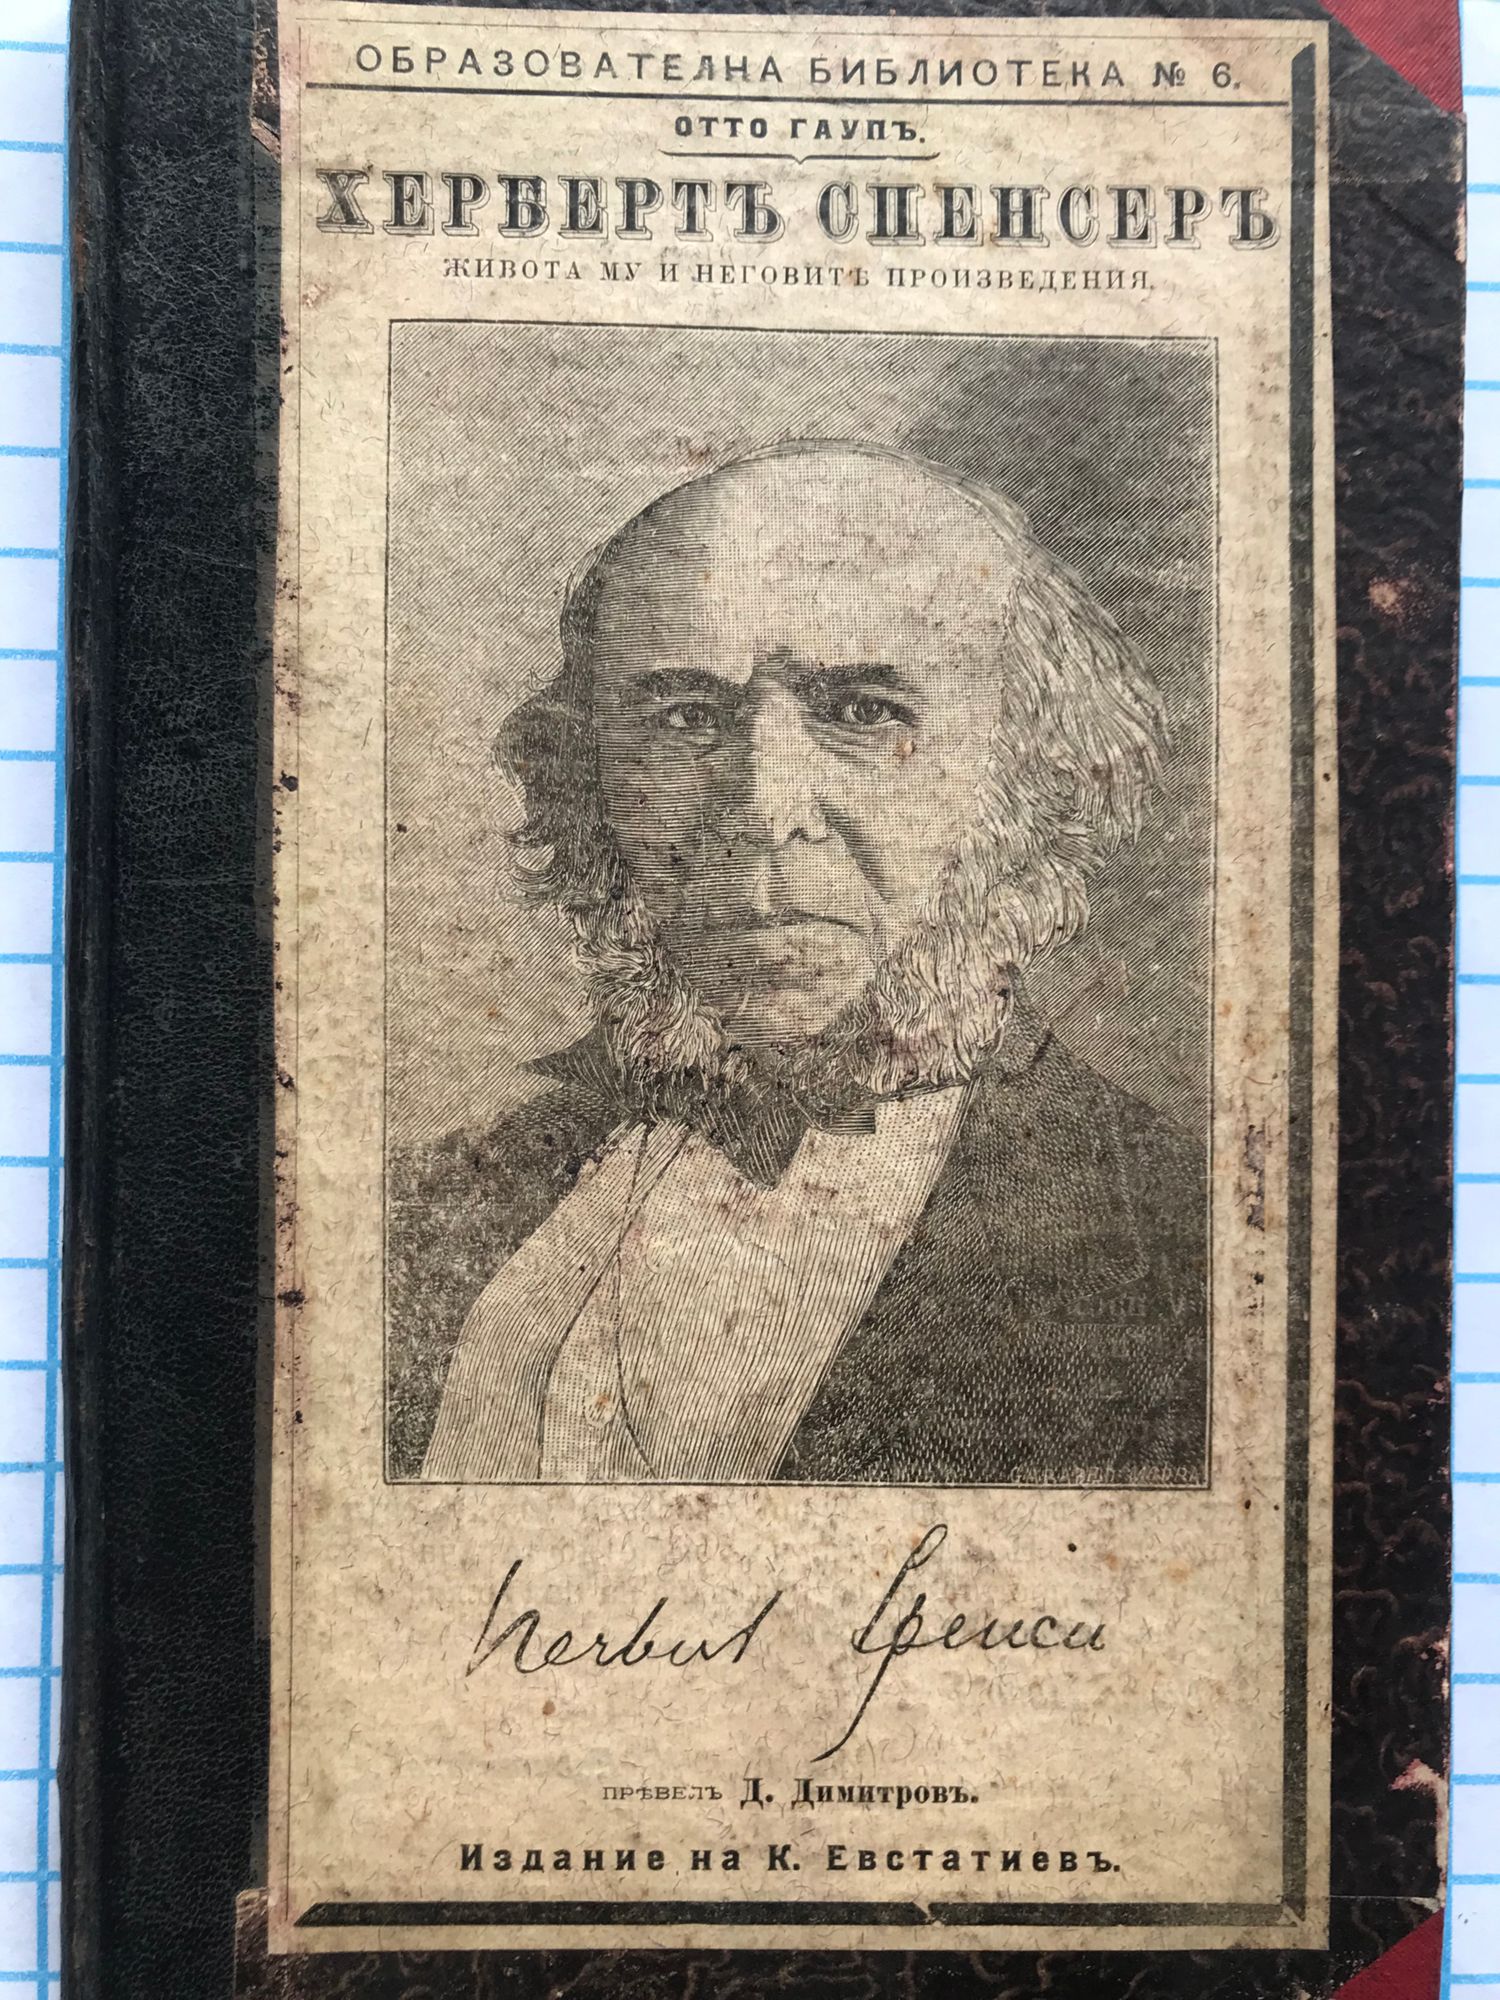 ОБРАЗОВАТЕЛНА БИБЛИОТЕКА № 6.
ОТТО ГАУПЪ.
ХЕРБЕРТЪ СПЕНСЕРЪ
ЖИВОТА МУ И НЕГОВИТѢ ПРОИЗВЕДЕНИЯ.
Herbert Spencer
ПРѢВЕЛЪ Д. Димитровъ.
Издание на К. Евстатиевъ.